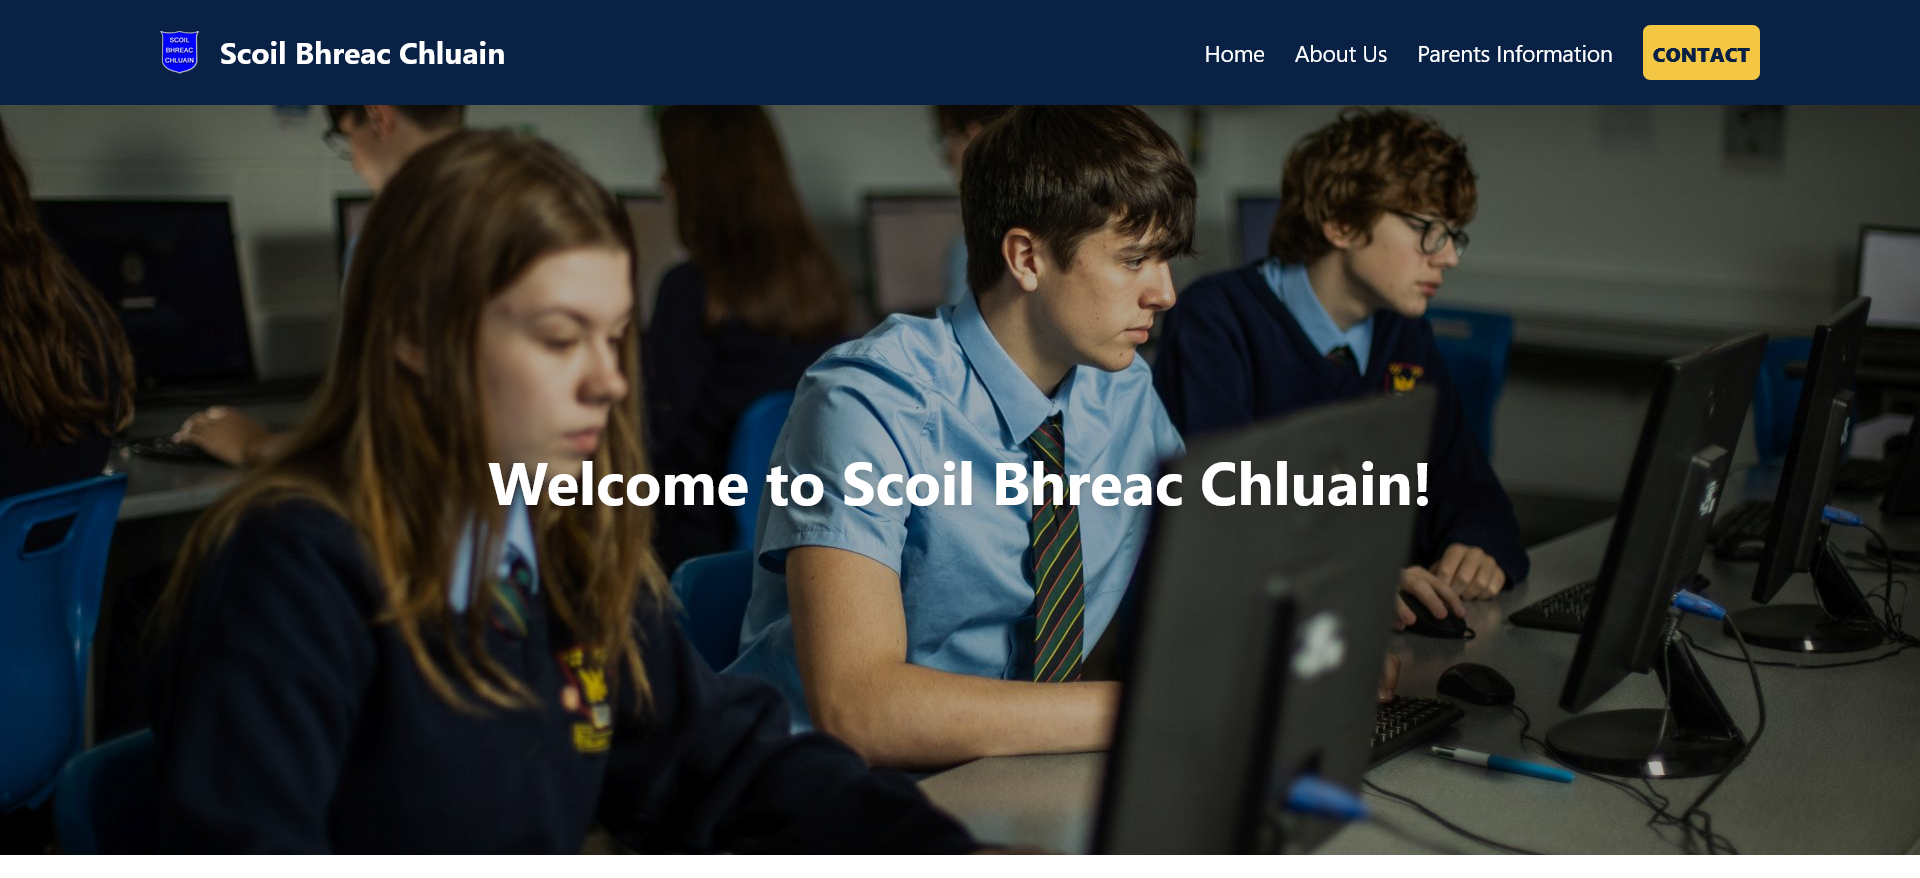 SCOIL
BHREAC
CHLUAIN
Scoil Bhreac Chluain
Home
About Us
Parents Information
CONTACT
Welcome to Scoil Bhreac Chluain!